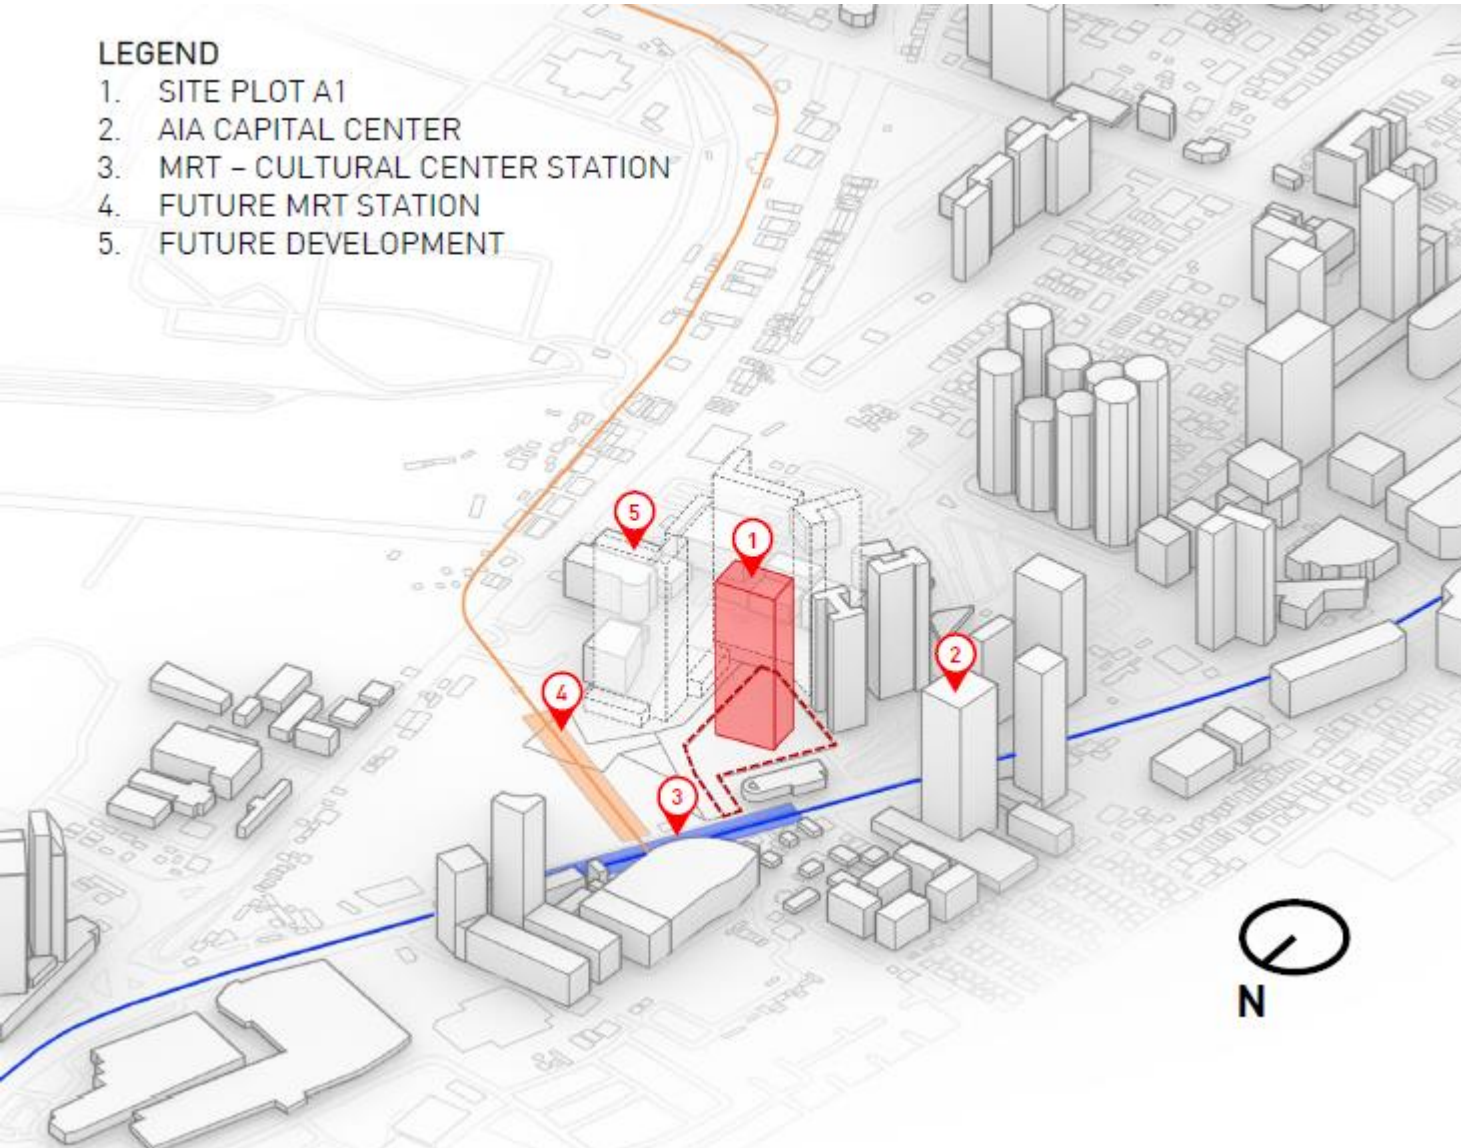 LEGEND
1. SITE PLOT A1
2. AIA CAPITAL CENTER
3. MRT – CULTURAL CENTER STATION
4. FUTURE MRT STATION
5. FUTURE DEVELOPMENT
5
1
2
4
3
N